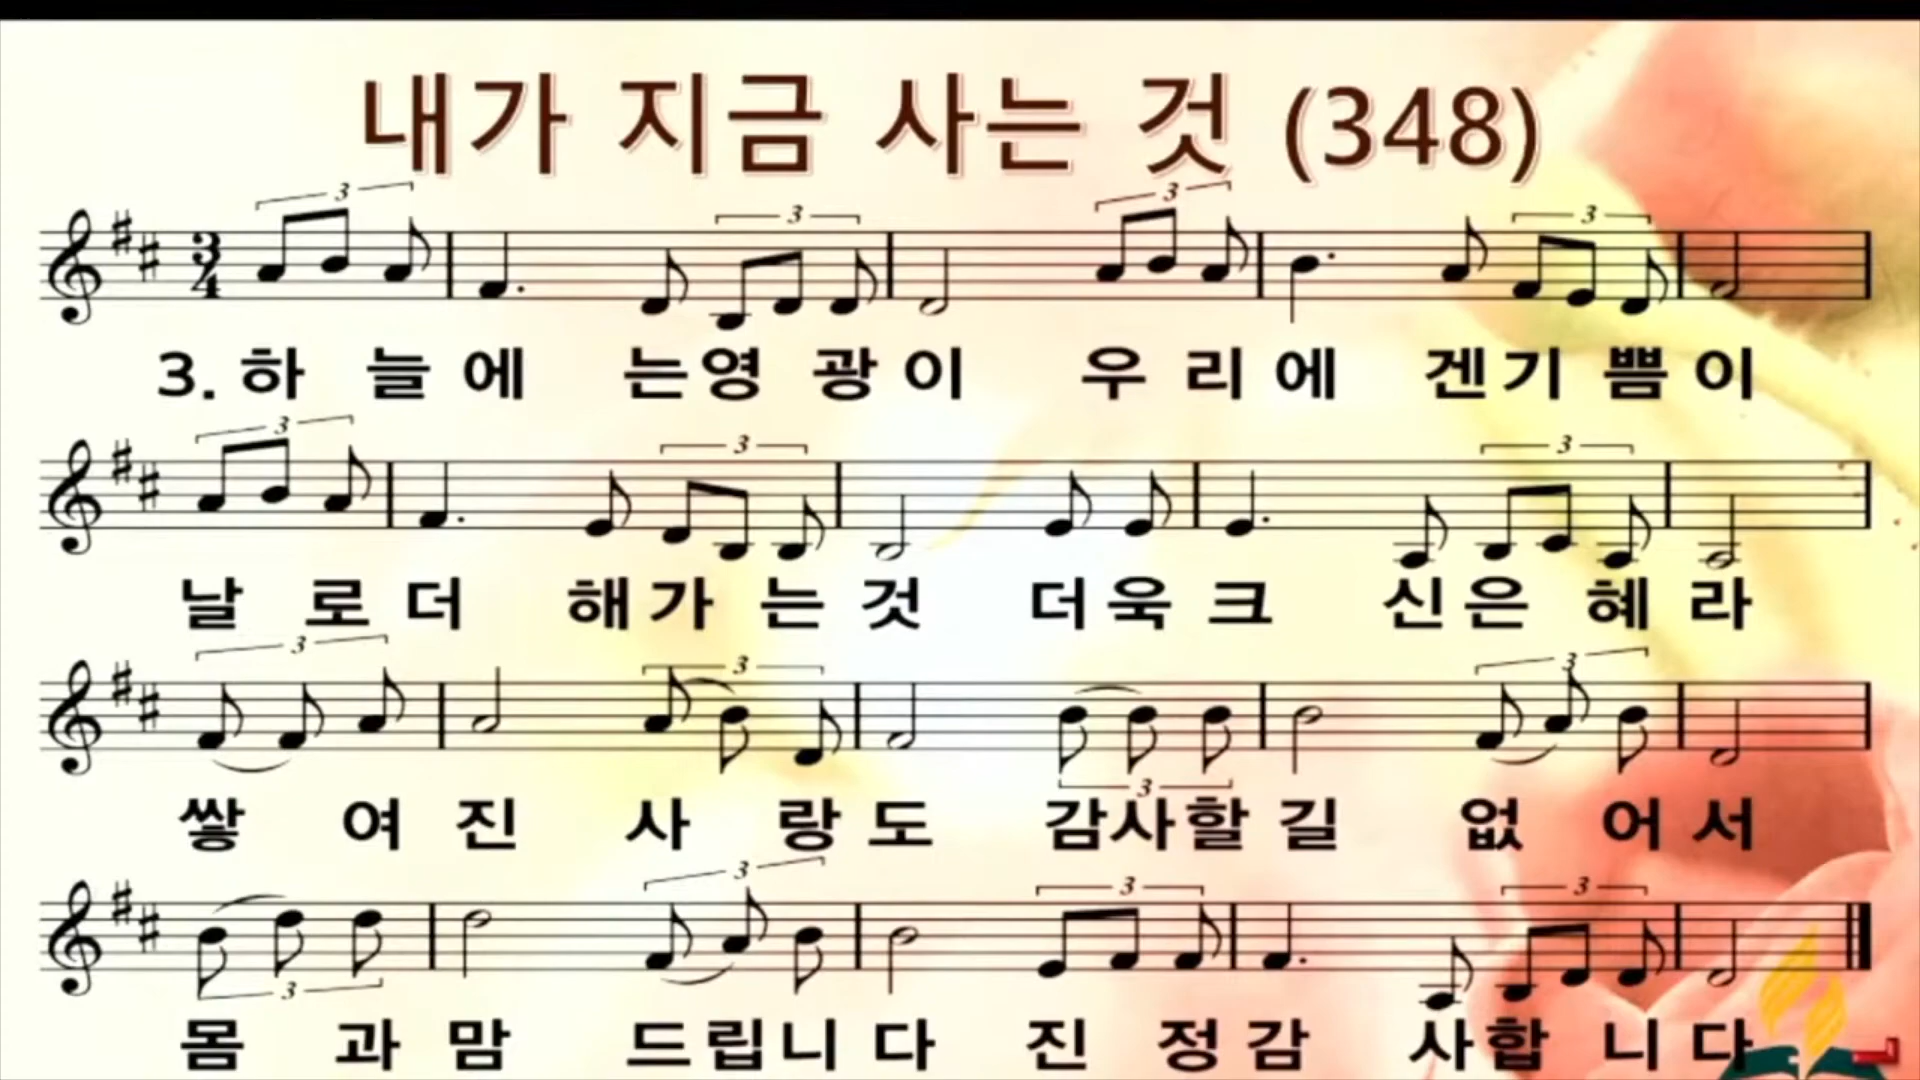 내가 지금 사는 것 (348)
3. 하 늘 에 는영 광 이 우 리 에 겐기 쁨 이
날 로 더 해가 는 것 더욱 크 신은 혜 라
쌓 여 진 사 랑 도 감사할 길 없 어 서
몸 과 맘 드립니 다 진 정감 사합 니다